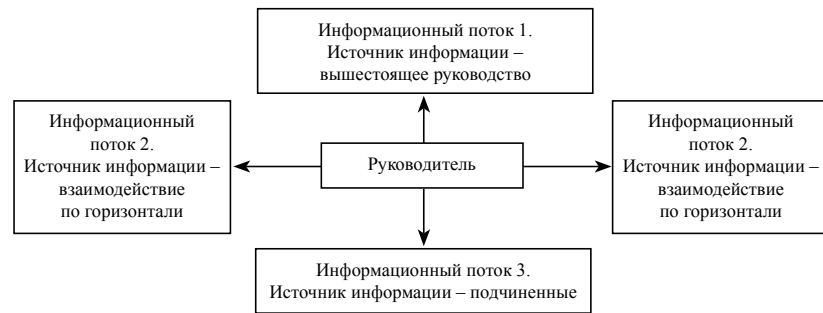 Информационный поток 1.
Источник информации –
вышестоящее руководство
Информационный
поток 2.
Источник информации –
взаимодействие
по горизонтали
Руководитель
Информационный
поток 2.
Источник информации –
взаимодействие
по горизонтали
Информационный поток 3.
Источник информации – подчиненные